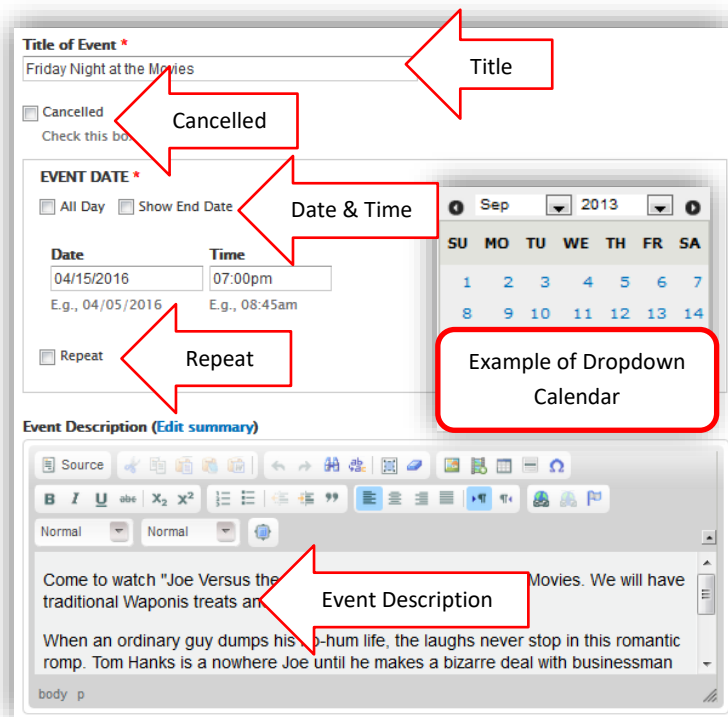 Title of Event *
Friday Night at the Movies
Title
Cancelled
Check this bo
Cancelled
EVENT DATE *
All Day Show End Date
Date & Time
Date Time
04/15/2016 07:00pm
E.g., 04/05/2016 E.g., 08:45am
Repeat
Repeat
Sep 2013
SU MO TU WE TH FR SA
1 2 3 4 5 6 7
8 9 10 11 12 13 14
Example of Dropdown
Calendar
Event Description (Edit summary)
Source
B I U abc X₂ X²
Normal Normal
Come to watch "Joe Versus the Movies. We will have
traditional Waponis treats an
Event Description
When an ordinary guy dumps his -hum life, the laughs never stop in this romantic
romp. Tom Hanks is a nowhere Joe until he makes a bizarre deal with businessman
body p